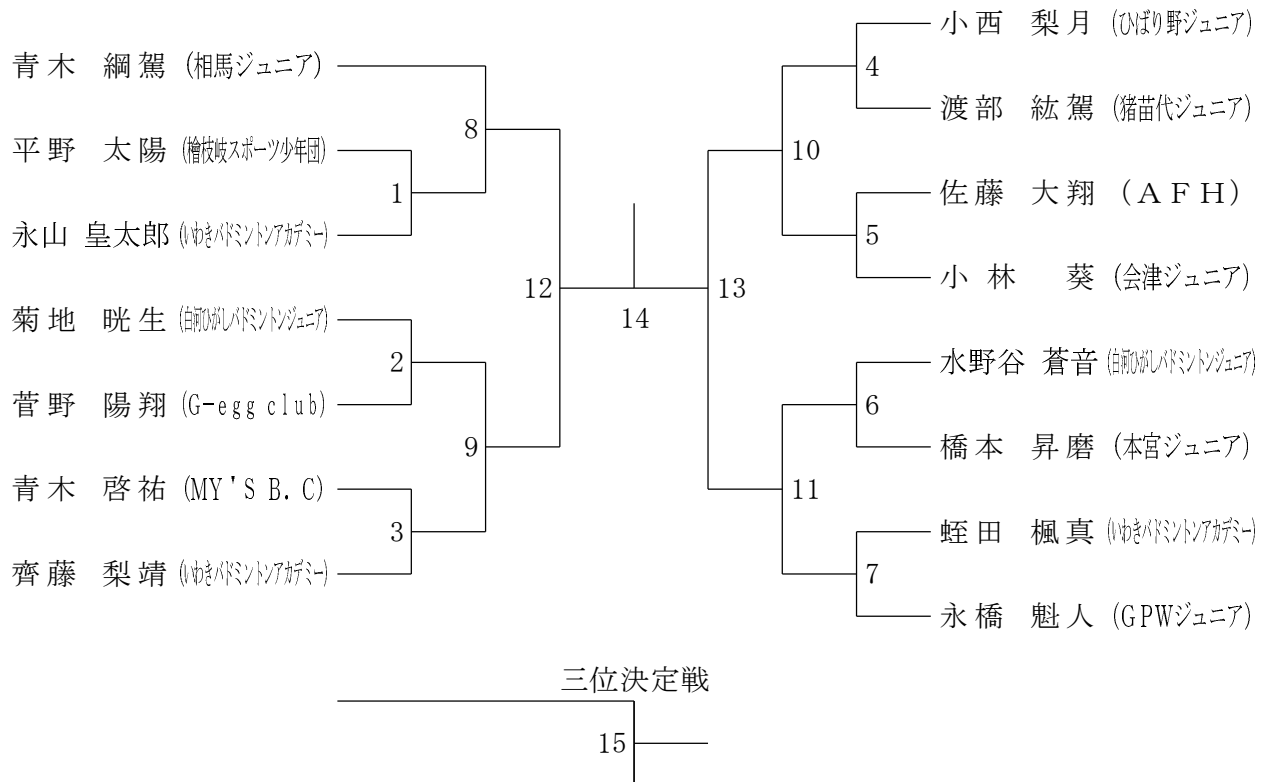 青木 綱駕 (相馬ジュニア)
平野 太陽 (檜枝岐スポーツ少年団)
永山 皇太郎 (いわきバドミントンアカデミー)
菊地 晄生 (白河ひがしバドミントンジュニア)
菅野 陽翔 (G-egg club)
青木 啓祐 (MY'S B.C)
齊藤 梨靖 (いわきバドミントンアカデミー)
1
2
3
8
9
12
14
13
10
11
4
5
6
7
小西 梨月 (ひばり野ジュニア)
渡部 紘駕 (猪苗代ジュニア)
佐藤 大翔 (AFH)
小林 葵 (会津ジュニア)
水野谷 蒼音 (白河ひがしバドミントンジュニア)
橋本 昇磨 (本宮ジュニア)
蛭田 楓真 (いわきバドミントンアカデミー)
永橋 魁人 (GPWジュニア)
三位決定戦
15